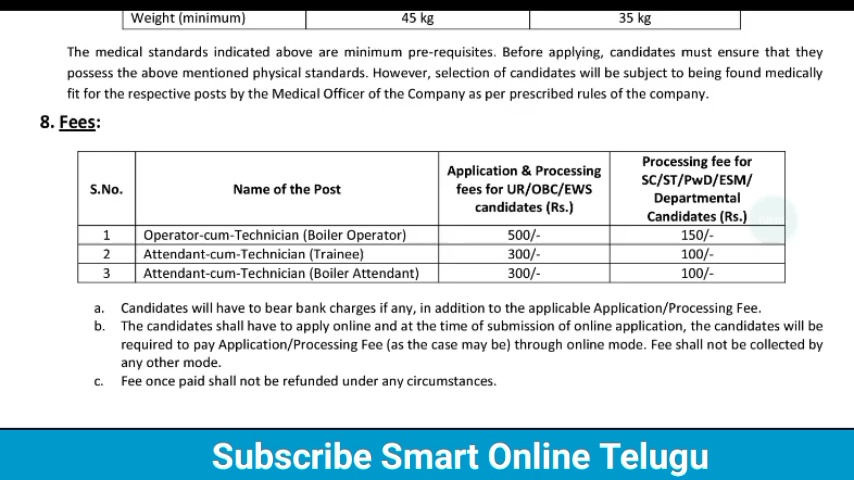 Weight (minimum) 45 kg 35 kg
The medical standards indicated above are minimum pre-requisites. Before applying, candidates must ensure that they
possess the above mentioned physical standards. However, selection of candidates will be subject to being found medically
fit for the respective posts by the Medical Officer of the Company as per prescribed rules of the company.
8. Fees:
S.No. Name of the Post Application & Processing fees for UR/OBC/EWS candidates (Rs.) Processing fee for SC/ST/PwD/ESM/ Departmental Candidates (Rs.)
1 Operator-cum-Technician (Boiler Operator) 500/- 150/-
2 Attendant-cum-Technician (Trainee) 300/- 100/-
3 Attendant-cum-Technician (Boiler Attendant) 300/- 100/-
a. Candidates will have to bear bank charges if any, in addition to the applicable Application/Processing Fee.
b. The candidates shall have to apply online and at the time of submission of online application, the candidates will be
required to pay Application/Processing Fee (as the case may be) through online mode. Fee shall not be collected by
any other mode.
c. Fee once paid shall not be refunded under any circumstances.
Subscribe Smart Online Telugu